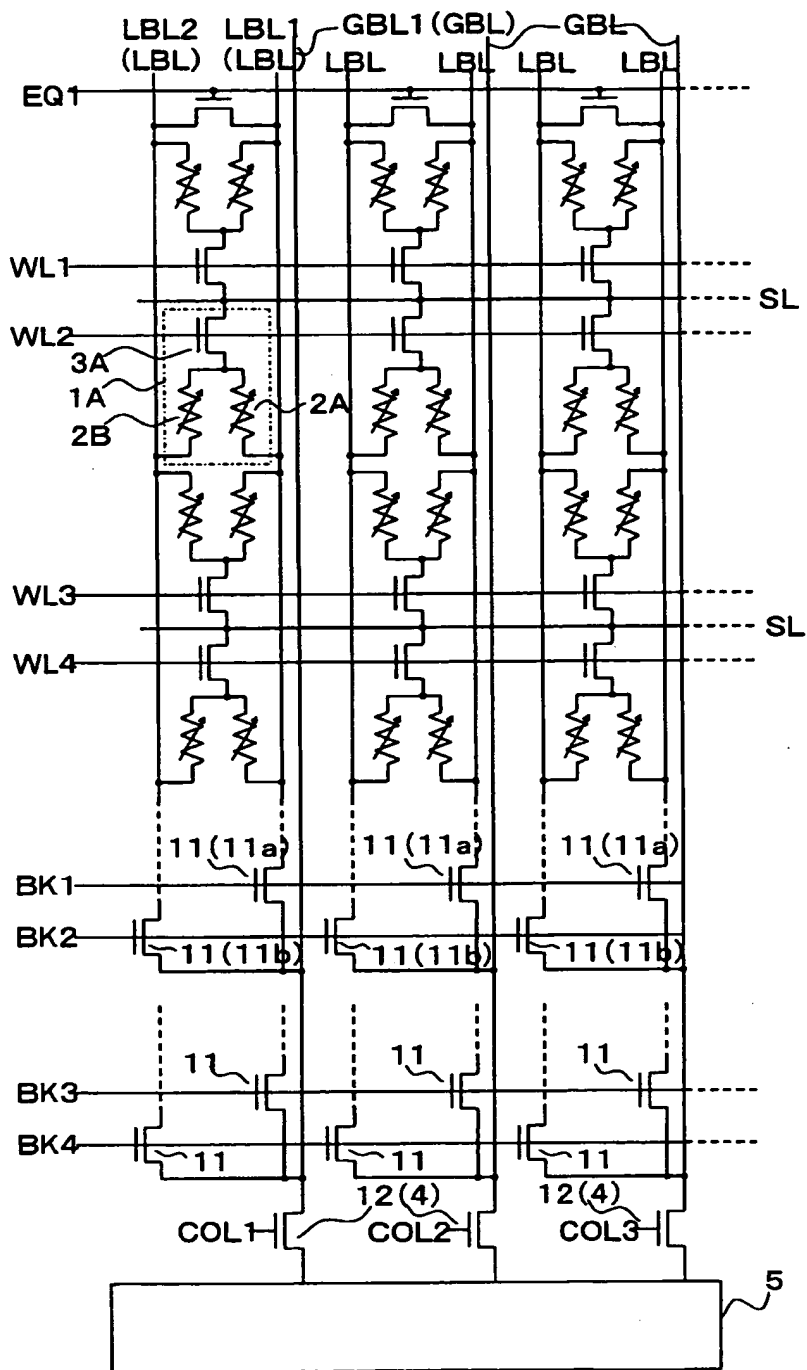 LBL2 LBL1 GBL1(GBL) GBL
(LBL) (LBL) LBL LBL LBL LBL
EQ1
WL1
SL
WL2
3A
1A
2B 2A
WL3
SL
WL4
11(11a) 11(11a) 11(11a)
BK1
BK2
11(11b) 11(11b) 11(11b)
11 11 11
BK3
BK4
11 11 11
12(4) 12(4)
COL1 COL2 COL3
5